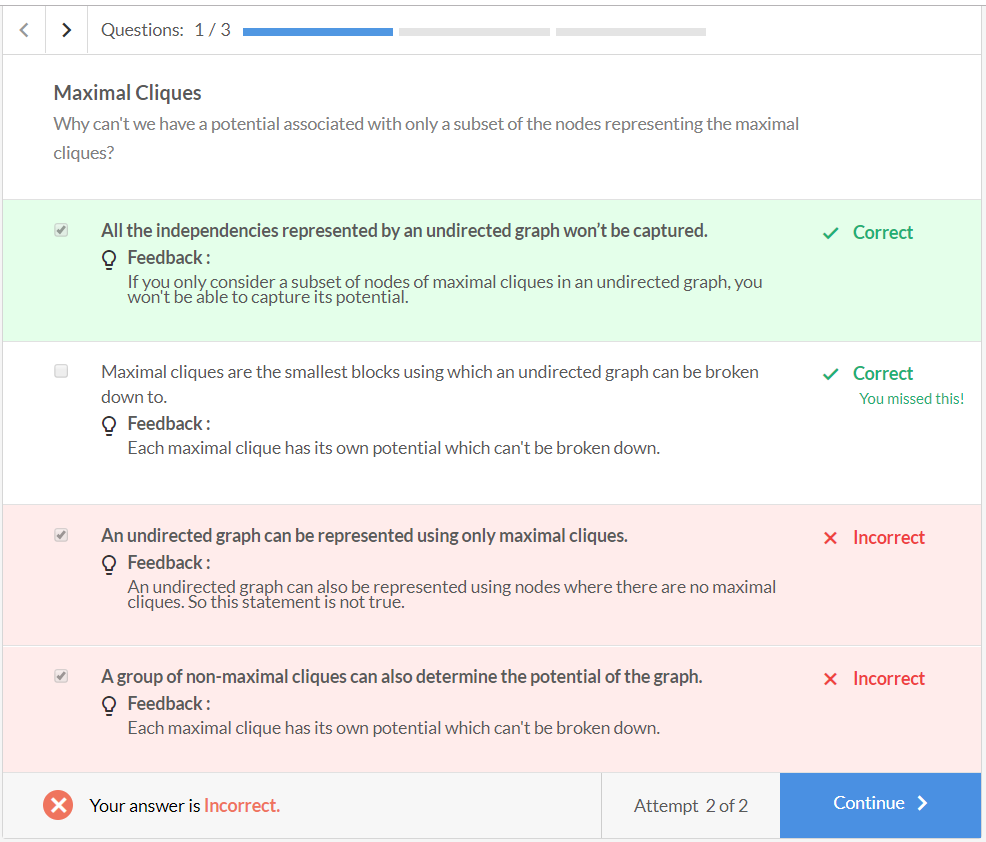 Questions: 1 / 3
Maximal Cliques
Why can't we have a potential associated with only a subset of the nodes representing the maximal
cliques?
All the independencies represented by an undirected graph won’t be captured.
Correct
Feedback :
If you only consider a subset of nodes of maximal cliques in an undirected graph, you
won't be able to capture its potential.
Maximal cliques are the smallest blocks using which an undirected graph can be broken
down to.
Correct
You missed this!
Feedback :
Each maximal clique has its own potential which can't be broken down.
An undirected graph can be represented using only maximal cliques.
Incorrect
Feedback :
An undirected graph can also be represented using nodes where there are no maximal
cliques. So this statement is not true.
A group of non-maximal cliques can also determine the potential of the graph.
Incorrect
Feedback :
Each maximal clique has its own potential which can't be broken down.
Your answer is Incorrect.
Attempt 2 of 2
Continue